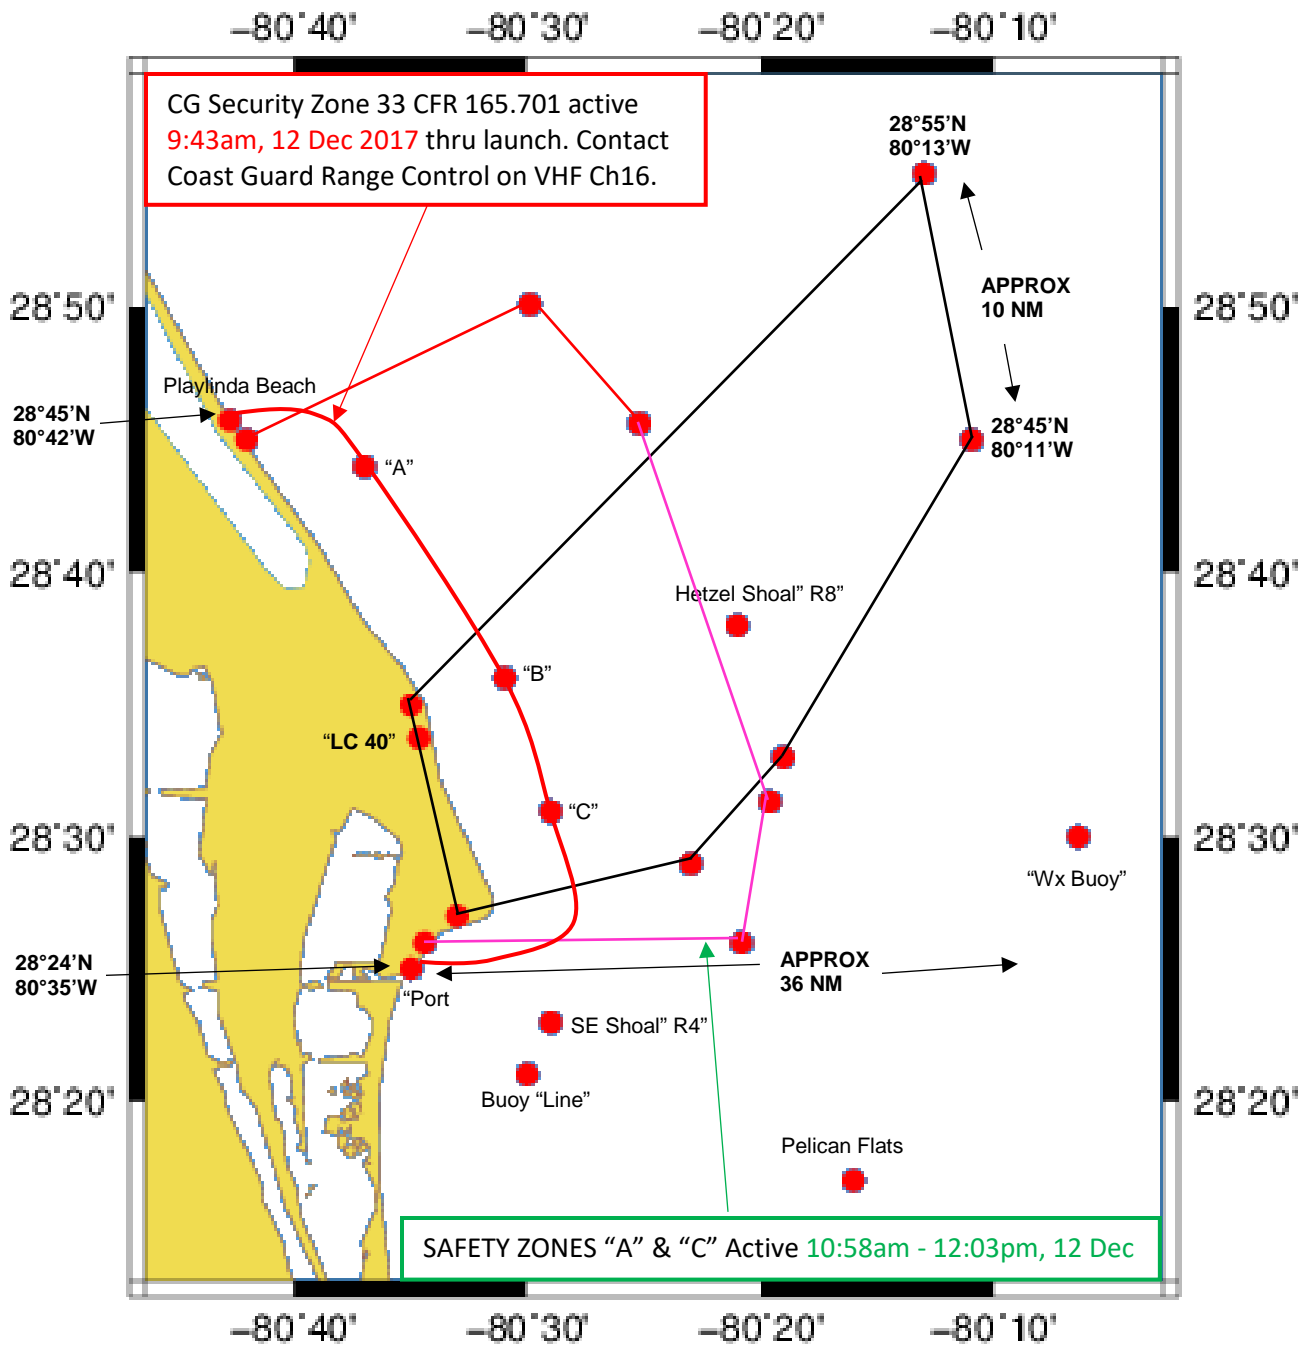 −80˚40' −80˚30' −80˚20' −80˚10'
CG Security Zone 33 CFR 165.701 active
9:43am, 12 Dec 2017 thru launch. Contact
Coast Guard Range Control on VHF Ch16.
28°55’N
80°13’W
APPROX
10 NM
28˚50' 28˚50'
Playlinda Beach
28°45’N
80°42’W
28°45’N
80°11’W
“A”
28˚40' 28˚40'
Hetzel Shoal” R8”
“B”
“LC 40”
“C”
28˚30' 28˚30'
“Wx Buoy”
28°24’N
80°35’W
APPROX
36 NM
“Port
SE Shoal” R4”
Buoy “Line”
28˚20' 28˚20'
Pelican Flats
SAFETY ZONES “A” & “C” Active 10:58am - 12:03pm, 12 Dec
−80˚40' −80˚30' −80˚20' −80˚10'